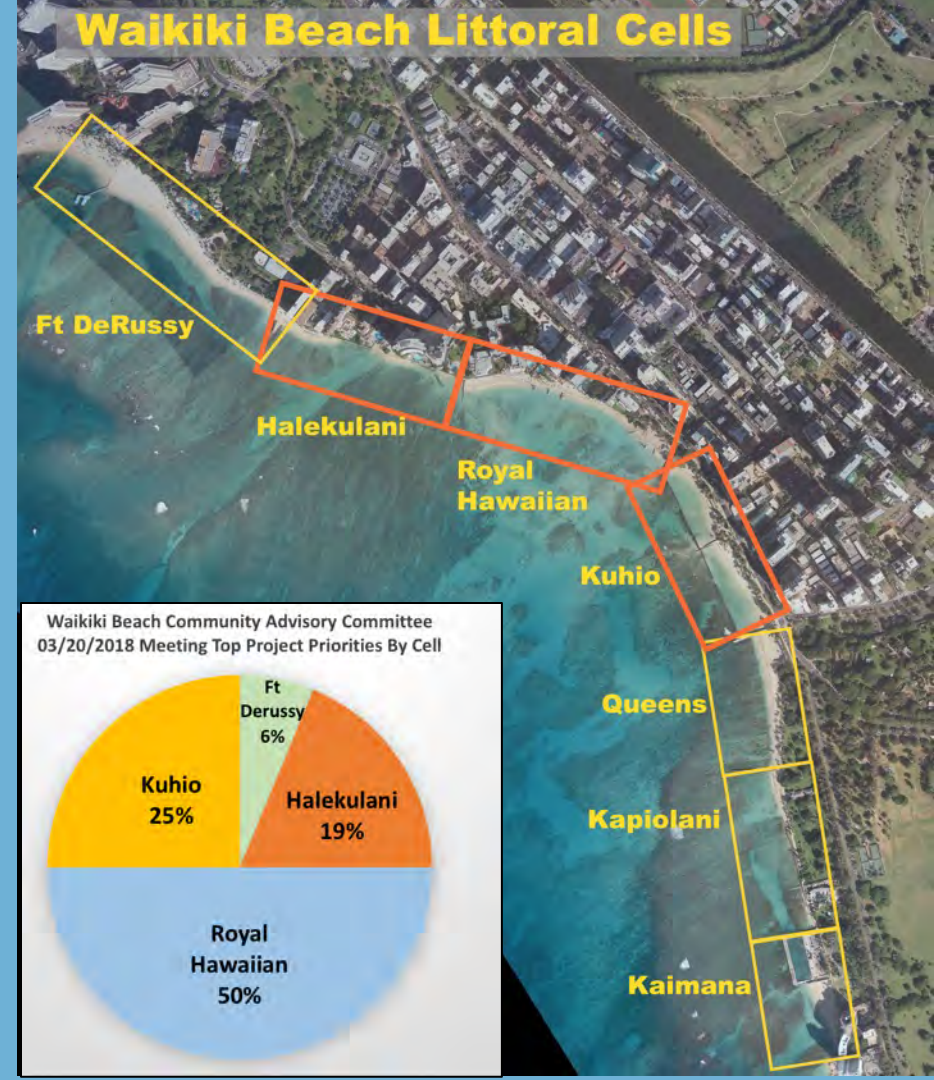 Waikiki Beach Littoral Cells
Ft DeRussy
Halekulani
Royal
Hawaiian
Kuhio
Queens
Kapiolani
Kaimana
Waikiki Beach Community Advisory Committee
03/20/2018 Meeting Top Project Priorities By Cell
Ft
Derussy
6%
Kuhio
25%
Halekulani
19%
Royal
Hawaiian
50%